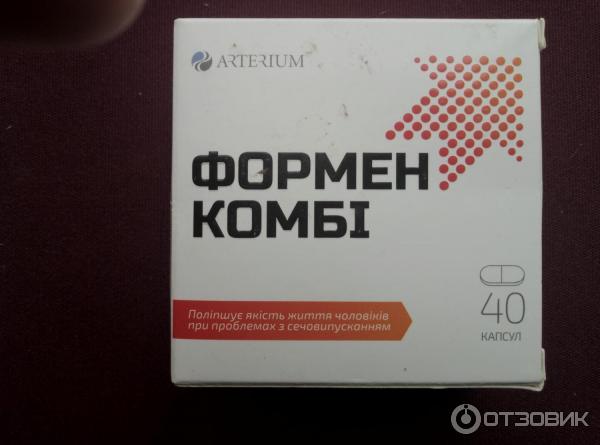 ARTERIUM
ФОРМЕН
КОМБІ
Поліпшує якість життя чоловіків
при проблемах з сечовипусканням
40
КАПСУЛ
ОТЗОВИК